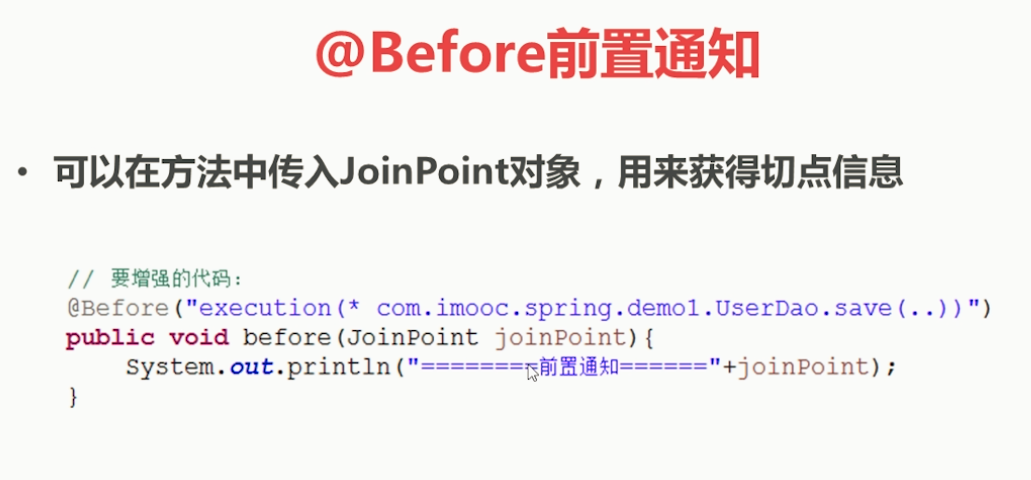 @Before前置通知
• 可以在方法中传入JoinPoint对象，用来获得切点信息
// 要增强的代码：
@Before("execution(* com.imooc.spring.demo1.UserDao.save(..))")
public void before(JoinPoint joinPoint){
System.out.println("========前置通知======"+joinPoint);
}